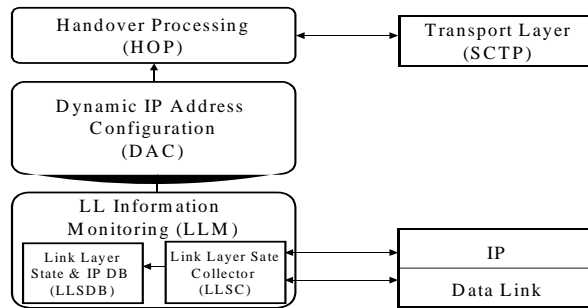 Handover Processing
(HOP)
Transport Layer
(SCTP)
Dynamic IP Address
Configuration
(DAC)
LL Information
Monitoring (LLM)
Link Layer
State & IP DB
(LLSDB)
Link Layer Sate
Collector
(LLSC)
IP
Data Link